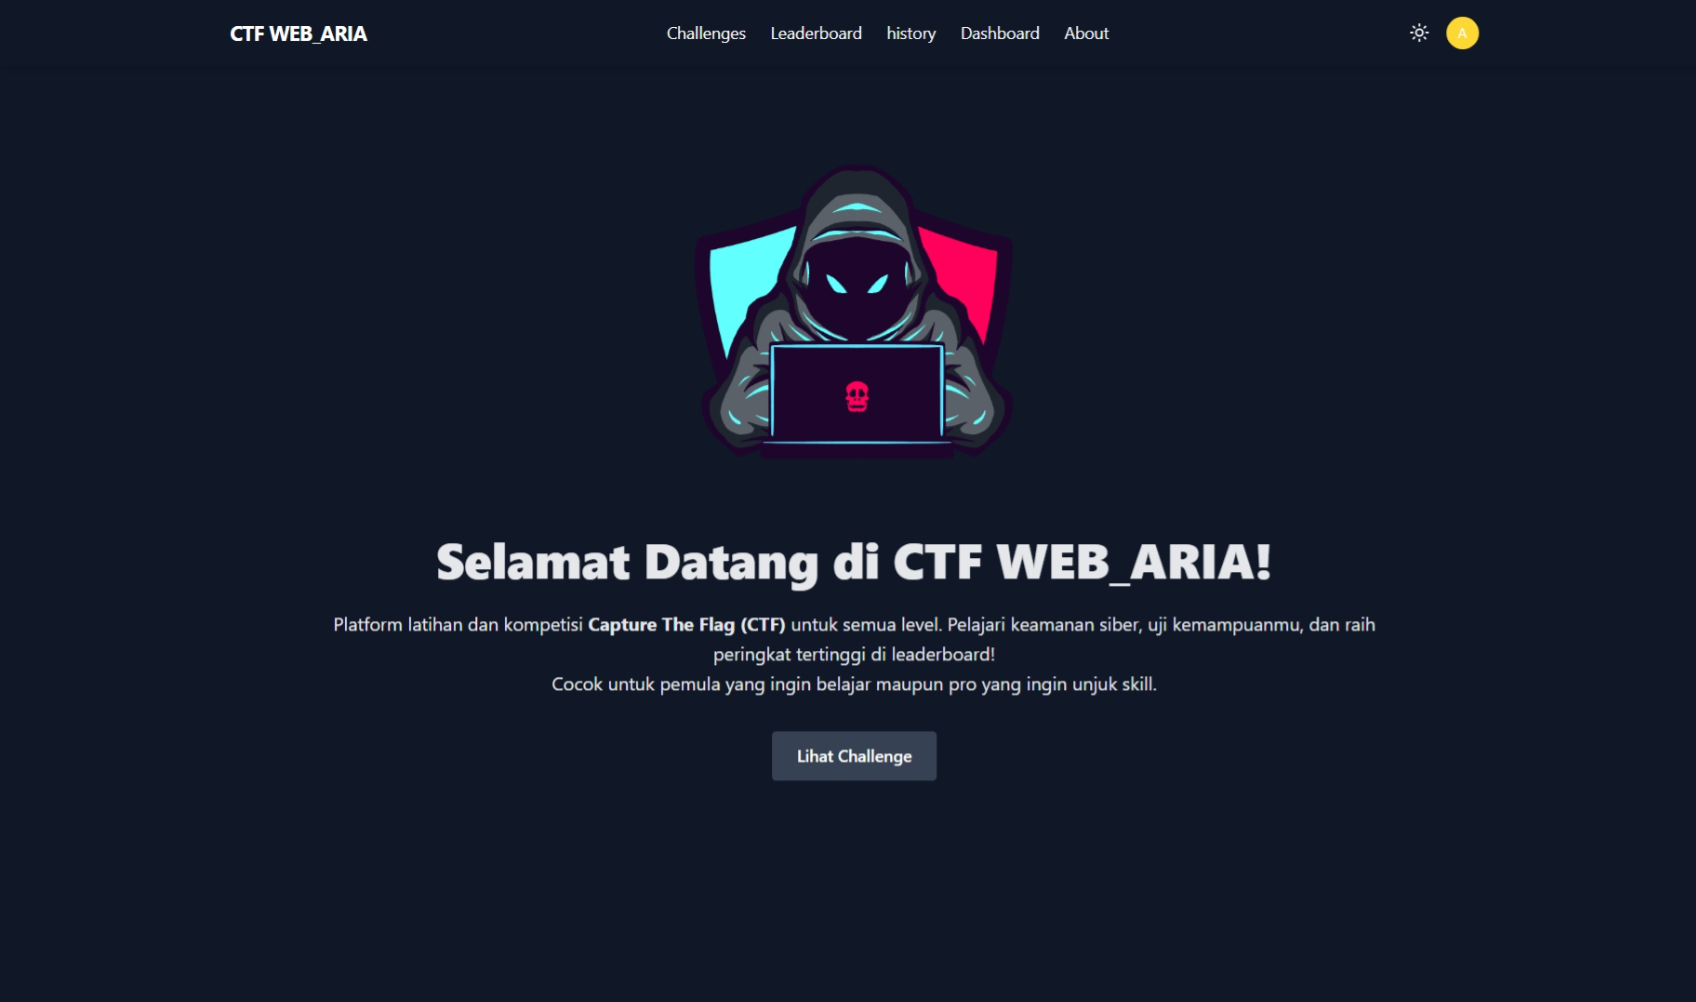 CTF WEB_ARIA
Challenges Leaderboard history Dashboard About
A
Selamat Datang di CTF WEB_ARIA!
Platform latihan dan kompetisi Capture The Flag (CTF) untuk semua level. Pelajari keamanan siber, uji kemampuanmu, dan raih
peringkat tertinggi di leaderboard!
Cocok untuk pemula yang ingin belajar maupun pro yang ingin unjuk skill.
Lihat Challenge